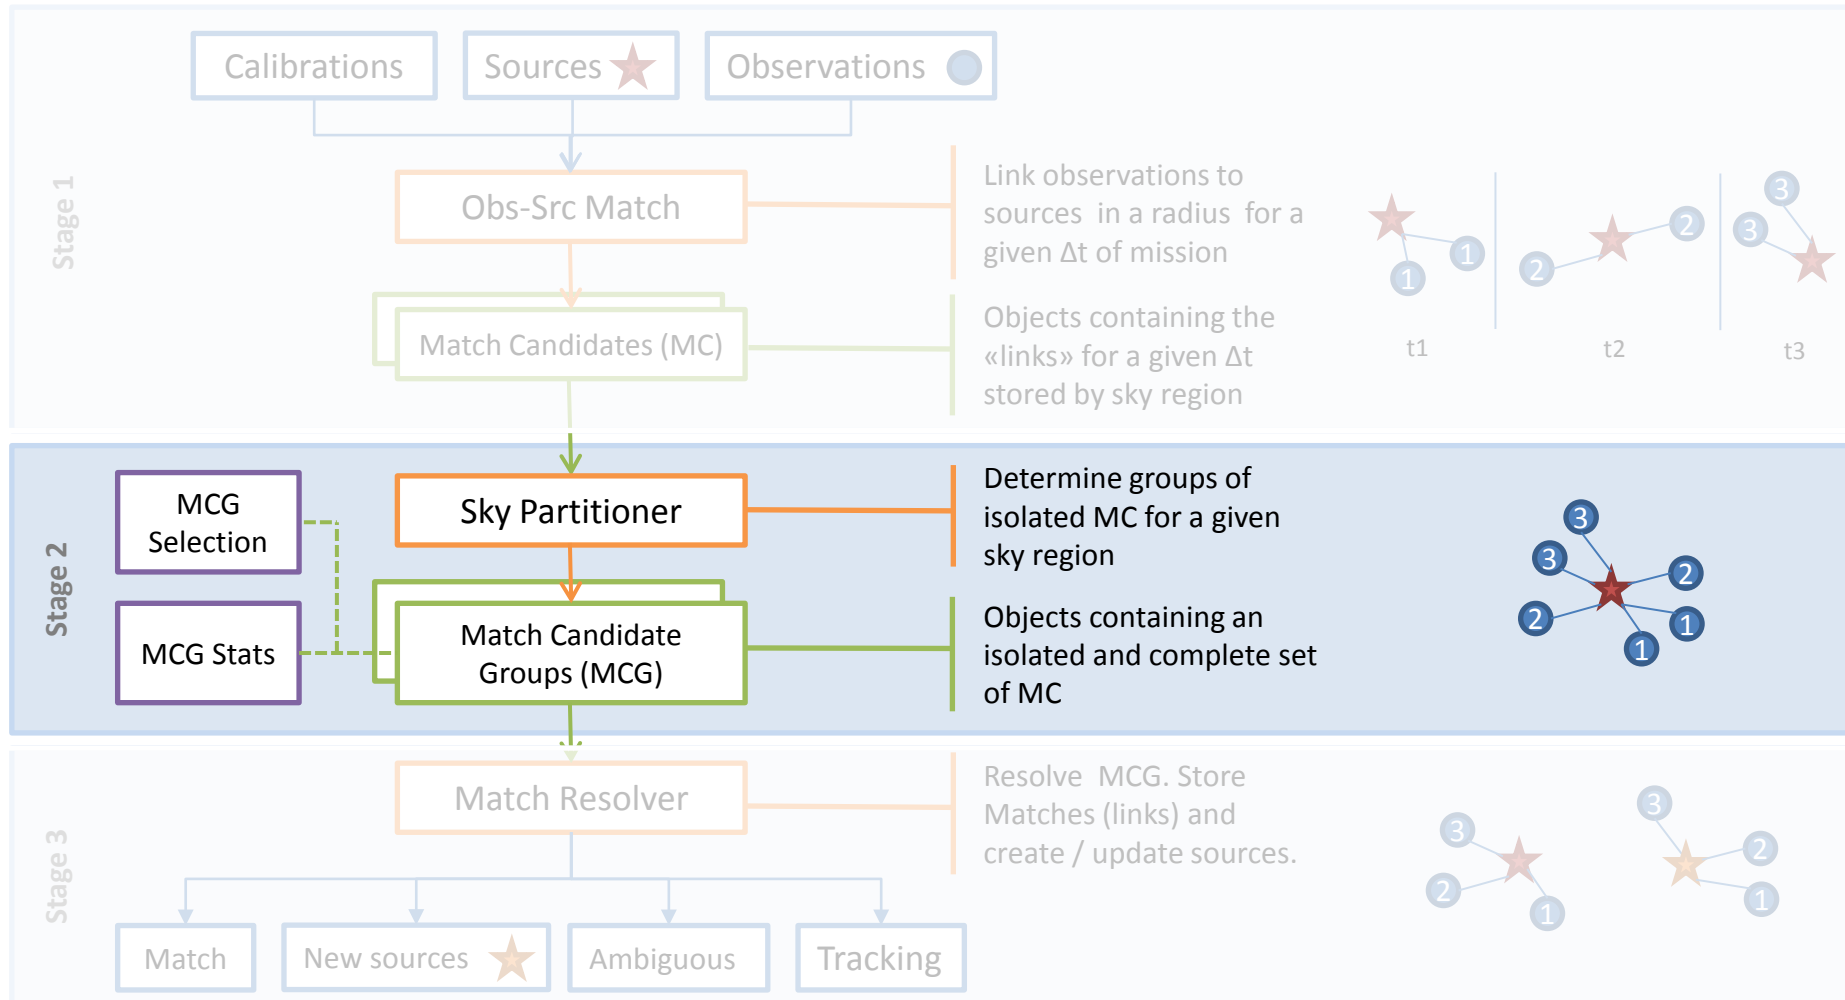 Stage 1
Calibrations
Sources
Observations
Obs-Src Match
Link observations to
sources in a radius for a
given Δt of mission
3
3
2
2
1
1
Match Candidates (MC)
Objects containing the
«links» for a given Δt
stored by sky region
t1
t2
t3
Stage 2
MCG
Selection
Sky Partitioner
Determine groups of
isolated MC for a given
sky region
MCG Stats
Match Candidate
Groups (MCG)
Objects containing an
isolated and complete set
of MC
3
3
2
2
1
1
Stage 3
Match Resolver
Resolve MCG. Store
Matches (links) and
create / update sources.
3
2
1
3
2
1
Match
New sources
Ambiguous
Tracking